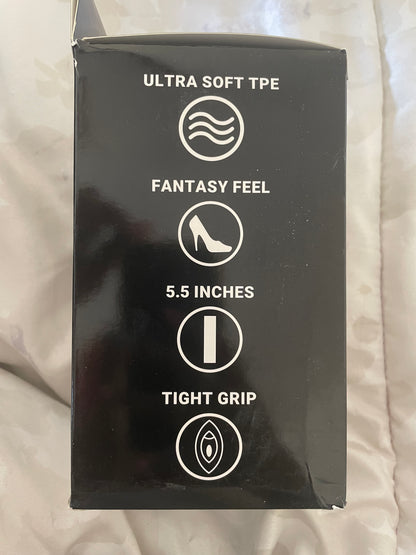 ULTRA SOFT TPE
FANTASY FEEL
5.5 INCHES
TIGHT GRIP